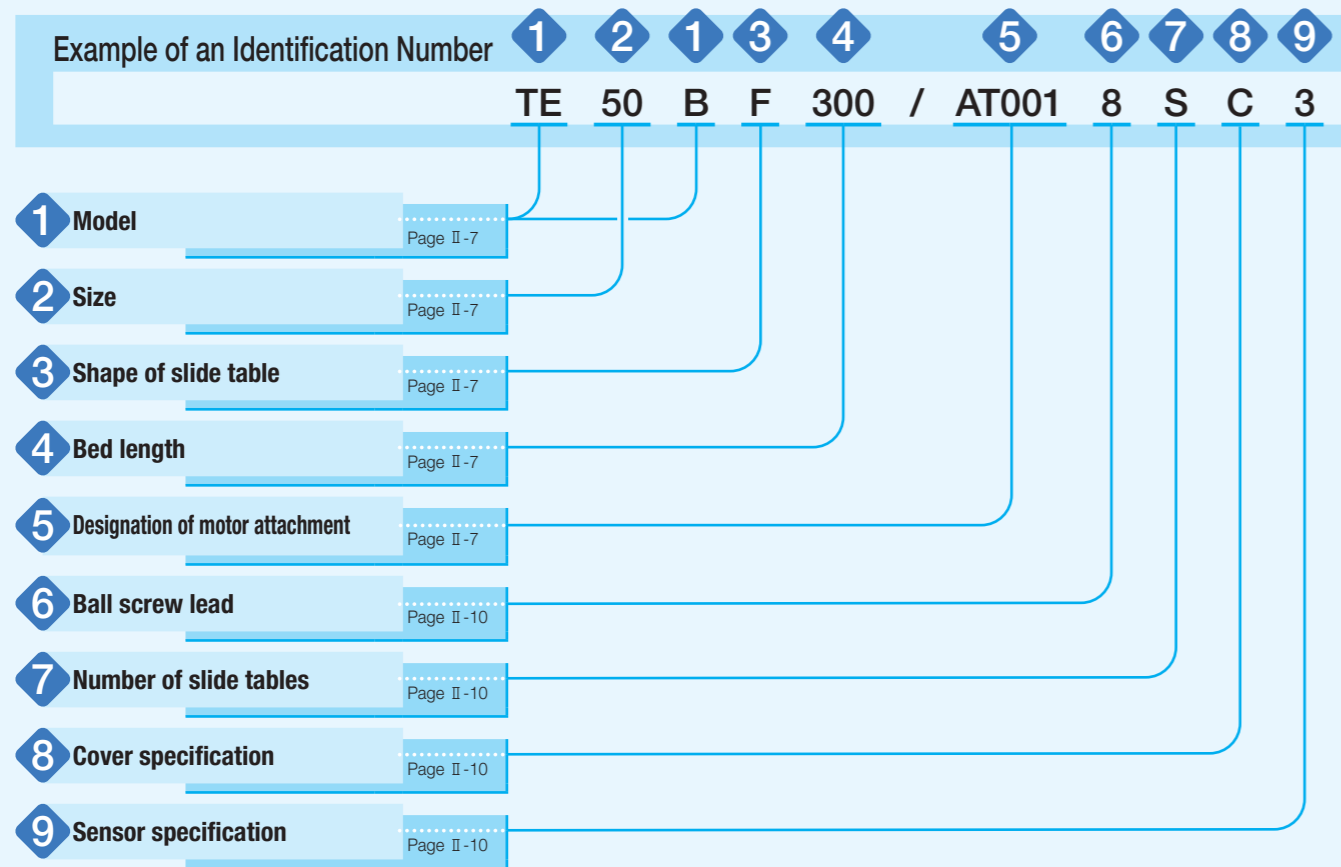 Example of an Identification Number 1 2 1 3 4 5 6 7 8 9
TE 50 B F 300 / AT001 8 S C 3
1 Model
Page Ⅱ-7
2 Size
Page Ⅱ-7
3 Shape of slide table
Page Ⅱ-7
4 Bed length
Page Ⅱ-7
5 Designation of motor attachment
Page Ⅱ-7
6 Ball screw lead
Page Ⅱ-10
7 Number of slide tables
Page Ⅱ-10
8 Cover specification
Page Ⅱ-10
9 Sensor specification
Page Ⅱ-10